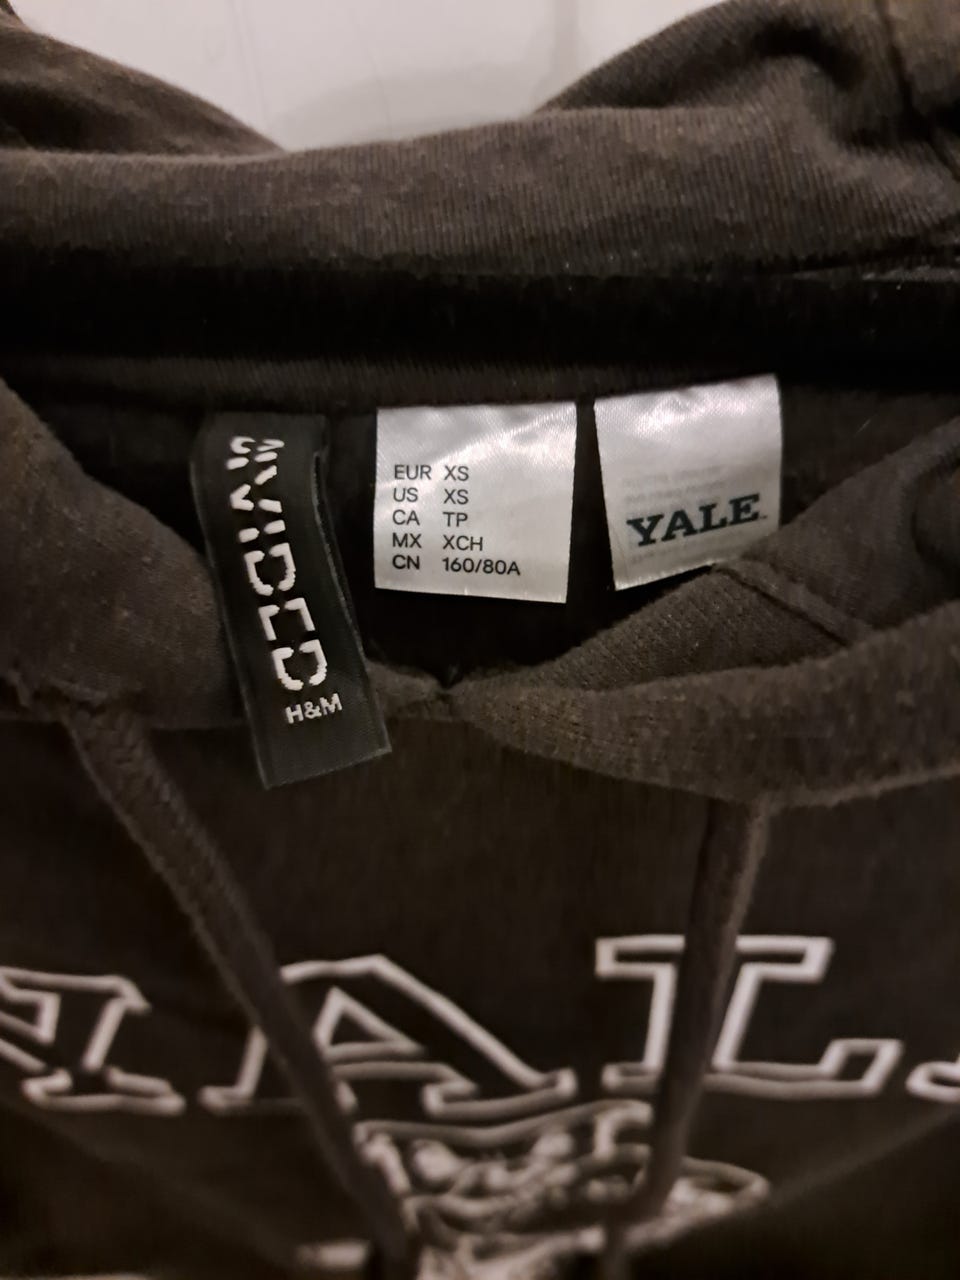 DIVIDED
H&M
EUR XS
US XS
CA TP
MX XCH
CN 160/80A
YALE
YALE